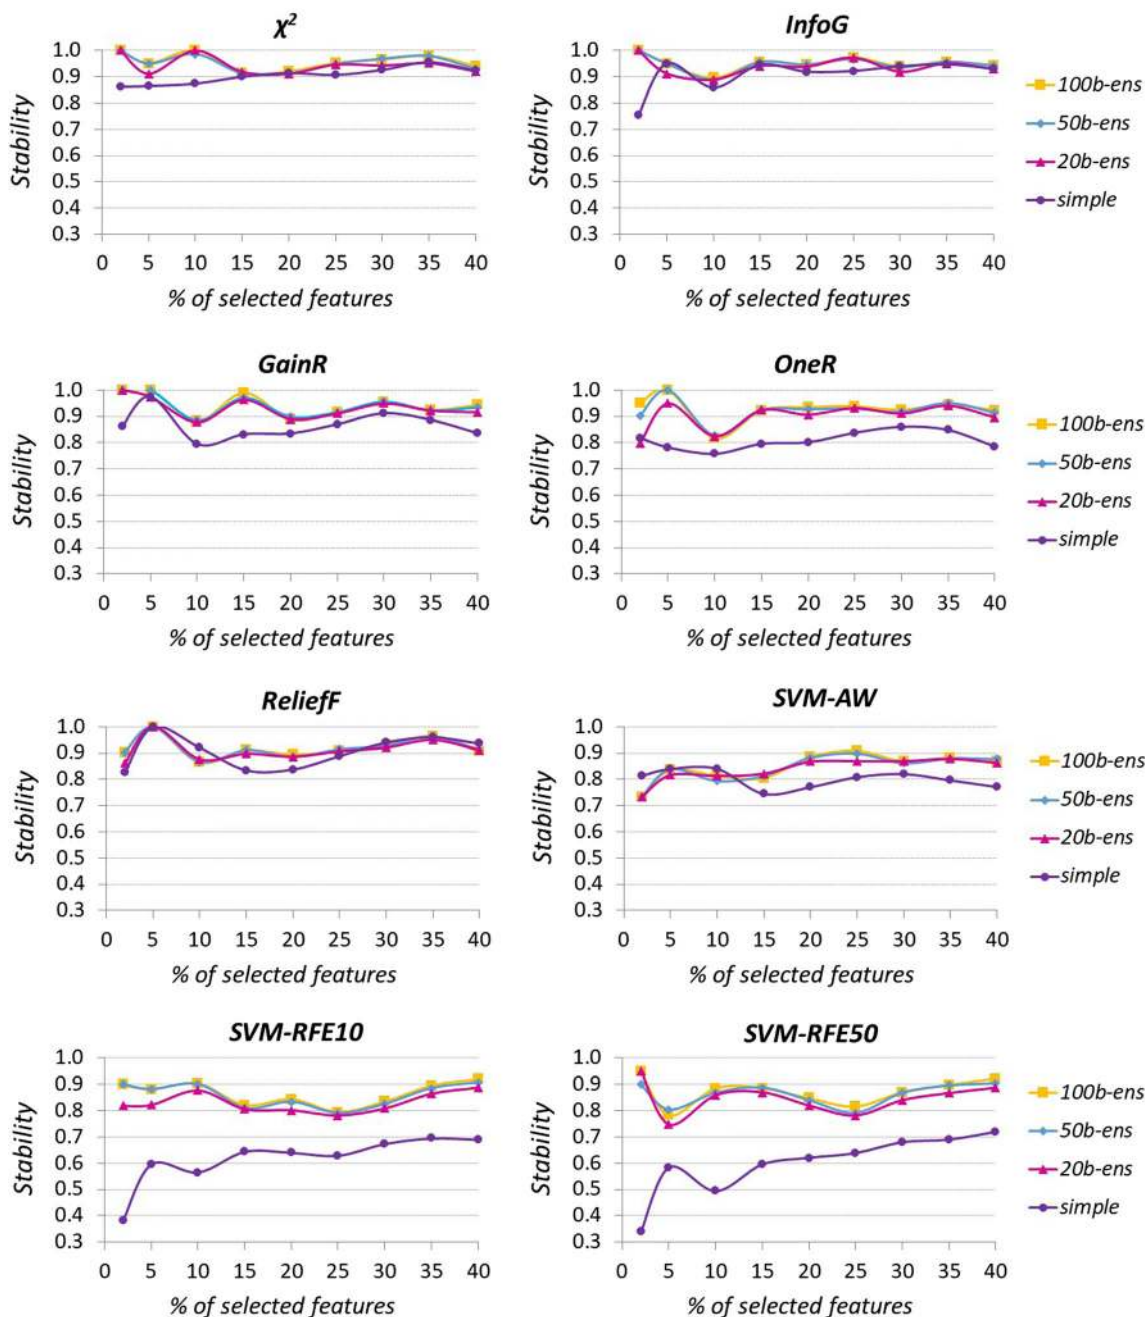 χ²
Stability
1.0
0.9
0.8
0.7
0.6
0.5
0.4
0.3
0 5 10 15 20 25 30 35 40
% of selected features
InfoG
Stability
1.0
0.9
0.8
0.7
0.6
0.5
0.4
0.3
0 5 10 15 20 25 30 35 40
% of selected features
100b-ens
50b-ens
20b-ens
simple
GainR
Stability
1.0
0.9
0.8
0.7
0.6
0.5
0.4
0.3
0 5 10 15 20 25 30 35 40
% of selected features
OneR
Stability
1.0
0.9
0.8
0.7
0.6
0.5
0.4
0.3
0 5 10 15 20 25 30 35 40
% of selected features
100b-ens
50b-ens
20b-ens
simple
ReliefF
Stability
1.0
0.9
0.8
0.7
0.6
0.5
0.4
0.3
0 5 10 15 20 25 30 35 40
% of selected features
SVM-AW
Stability
1.0
0.9
0.8
0.7
0.6
0.5
0.4
0.3
0 5 10 15 20 25 30 35 40
% of selected features
100b-ens
50b-ens
20b-ens
simple
SVM-RFE10
Stability
1.0
0.9
0.8
0.7
0.6
0.5
0.4
0.3
0 5 10 15 20 25 30 35 40
% of selected features
SVM-RFE50
Stability
1.0
0.9
0.8
0.7
0.6
0.5
0.4
0.3
0 5 10 15 20 25 30 35 40
% of selected features
100b-ens
50b-ens
20b-ens
simple